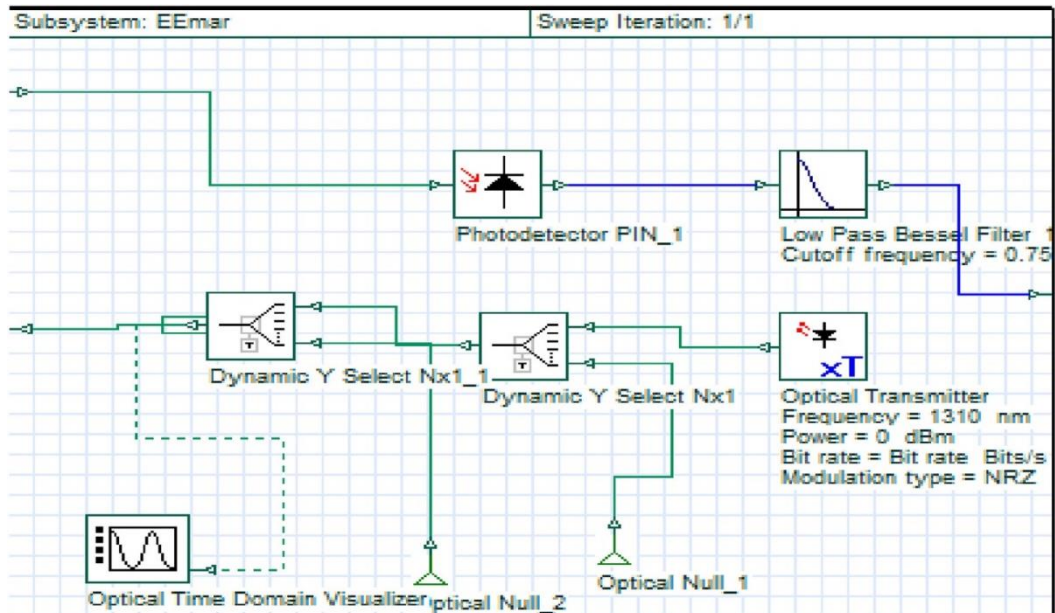 Subsystem: EEmar
Sweep Iteration: 1/1
Photodetector PIN_1
Low Pass Bessel Filter 1
Cutoff frequency = 0.75
Dynamic Y Select Nx1_1
Dynamic Y Select Nx1
xT
Optical Transmitter
Frequency = 1310 nm
Power = 0 dBm
Bit rate = Bit rate Bits/s
Modulation type = NRZ
T
T
Optical Null_1
Optical Time Domain Visualizer
ptical Null_2